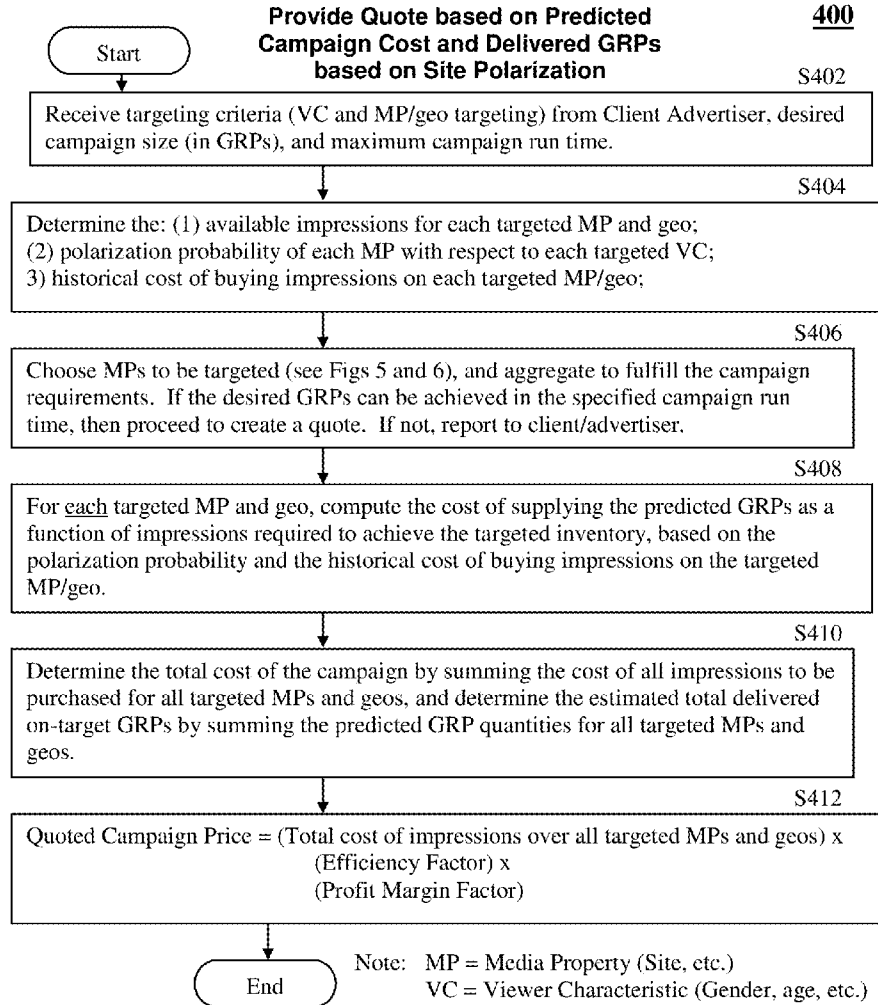 Provide Quote based on Predicted
Campaign Cost and Delivered GRPs
based on Site Polarization
400
Start
S402
Receive targeting criteria (VC and MP/geo targeting) from Client Advertiser, desired
campaign size (in GRPs), and maximum campaign run time.
S404
Determine the: (1) available impressions for each targeted MP and geo;
(2) polarization probability of each MP with respect to each targeted VC;
3) historical cost of buying impressions on each targeted MP/geo;
S406
Choose MPs to be targeted (see Figs 5 and 6), and aggregate to fulfill the campaign
requirements. If the desired GRPs can be achieved in the specified campaign run
time, then proceed to create a quote. If not, report to client/advertiser.
S408
For each targeted MP and geo, compute the cost of supplying the predicted GRPs as a
function of impressions required to achieve the targeted inventory, based on the
polarization probability and the historical cost of buying impressions on the targeted
MP/geo.
S410
Determine the total cost of the campaign by summing the cost of all impressions to be
purchased for all targeted MPs and geos, and determine the estimated total delivered
on-target GRPs by summing the predicted GRP quantities for all targeted MPs and
geos.
S412
Quoted Campaign Price = (Total cost of impressions over all targeted MPs and geos) x
(Efficiency Factor) x
(Profit Margin Factor)
End
Note: MP = Media Property (Site, etc.)
VC = Viewer Characteristic (Gender, age, etc.)